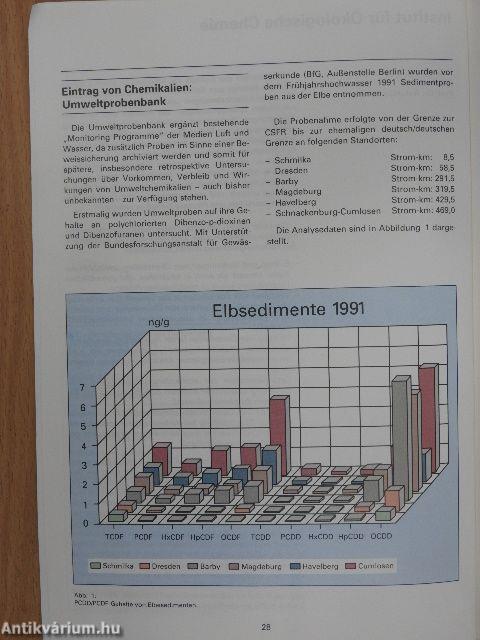 Eintrag von Chemikalien:
Umweltprobenbank
Die Umweltprobenbank ergänzt bestehende
„Monitoring Programme" der Medien Luft und
Wasser, da zusätzlich Proben im Sinne einer Be-
weissicherung archiviert werden und somit für
spätere, insbesondere retrospektive Untersu-
chungen über Vorkommen, Verbleib und Wir-
kungen von Umweltchemikalien – auch bisher
unbekannten – zur Verfügung stehen.
Erstmalig wurden Umweltproben auf ihre Ge-
halte an polychlorierten Dibenzo-p-dioxinen
und Dibenzofuranen untersucht. Mit Unterstüt-
zung der Bundesforschungsanstalt für Gewäs-
serkunde (BfG, Außenstelle Berlin) wurden vor
dem Frühjahrshochwasser 1991 Sedimentpro-
ben aus der Elbe entnommen.
Die Probenahme erfolgte von der Grenze zur
CSFR bis zur ehemaligen deutsch/deutschen
Grenze an folgenden Standorten:
– Schmilka Strom-km: 8,5
– Dresden Strom-km: 58,5
– Barby Strom-km: 291,5
– Magdeburg Strom-km: 319,5
– Havelberg Strom-km: 429,5
– Schnackenburg-Cumlosen Strom-km: 469,0
Die Analysedaten sind in Abbildung 1 darge-
stellt.
Elbsedimente 1991
ng/g
7
6
5
4
3
2
1
0
TCDF PCDF HxCDF HpCDF OCDF TCDD PCDD HxCDD HpCDD OCDD
Schmilka Dresden Barby Magdeburg Havelberg Cumlosen
Abb. 1.
PCDD/PCDF Gehalte von Elbesedimenten.
28
Antikvárium.hu